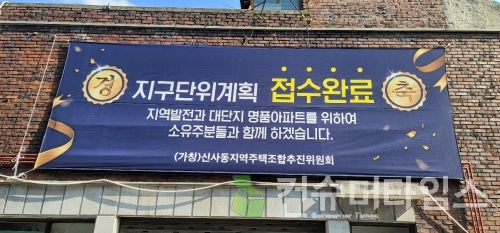 경 지구단위계획 접수완료 축
지역발전과 대단지 명품아파트를 위하여
소유주분들과 함께 하겠습니다.
(가칭)신사동지역주택조합추진위원회
컨슈머타임스
Consumer Times